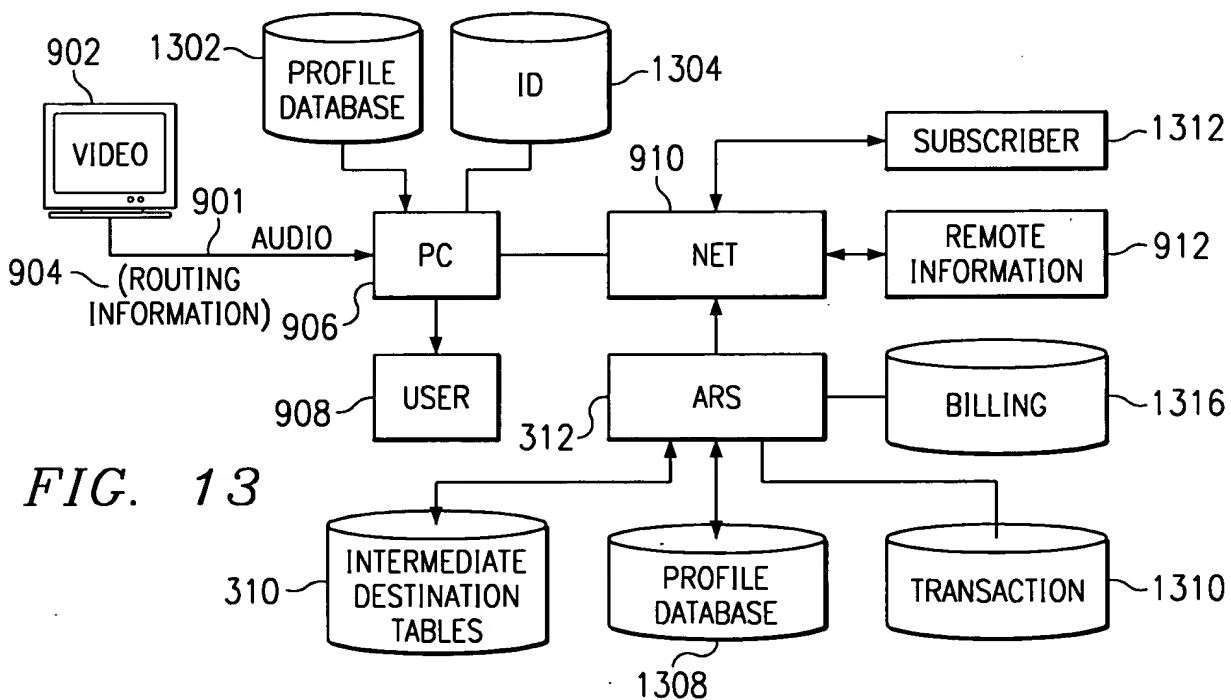 1302
PROFILE
DATABASE
ID
1304
902
VIDEO
901
AUDIO
904
(ROUTING
INFORMATION)
906
PC
910
NET
SUBSCRIBER
1312
REMOTE
INFORMATION
912
908
USER
312
ARS
BILLING
1316
FIG. 13
310
INTERMEDIATE
DESTINATION
TABLES
PROFILE
DATABASE
1308
TRANSACTION
1310